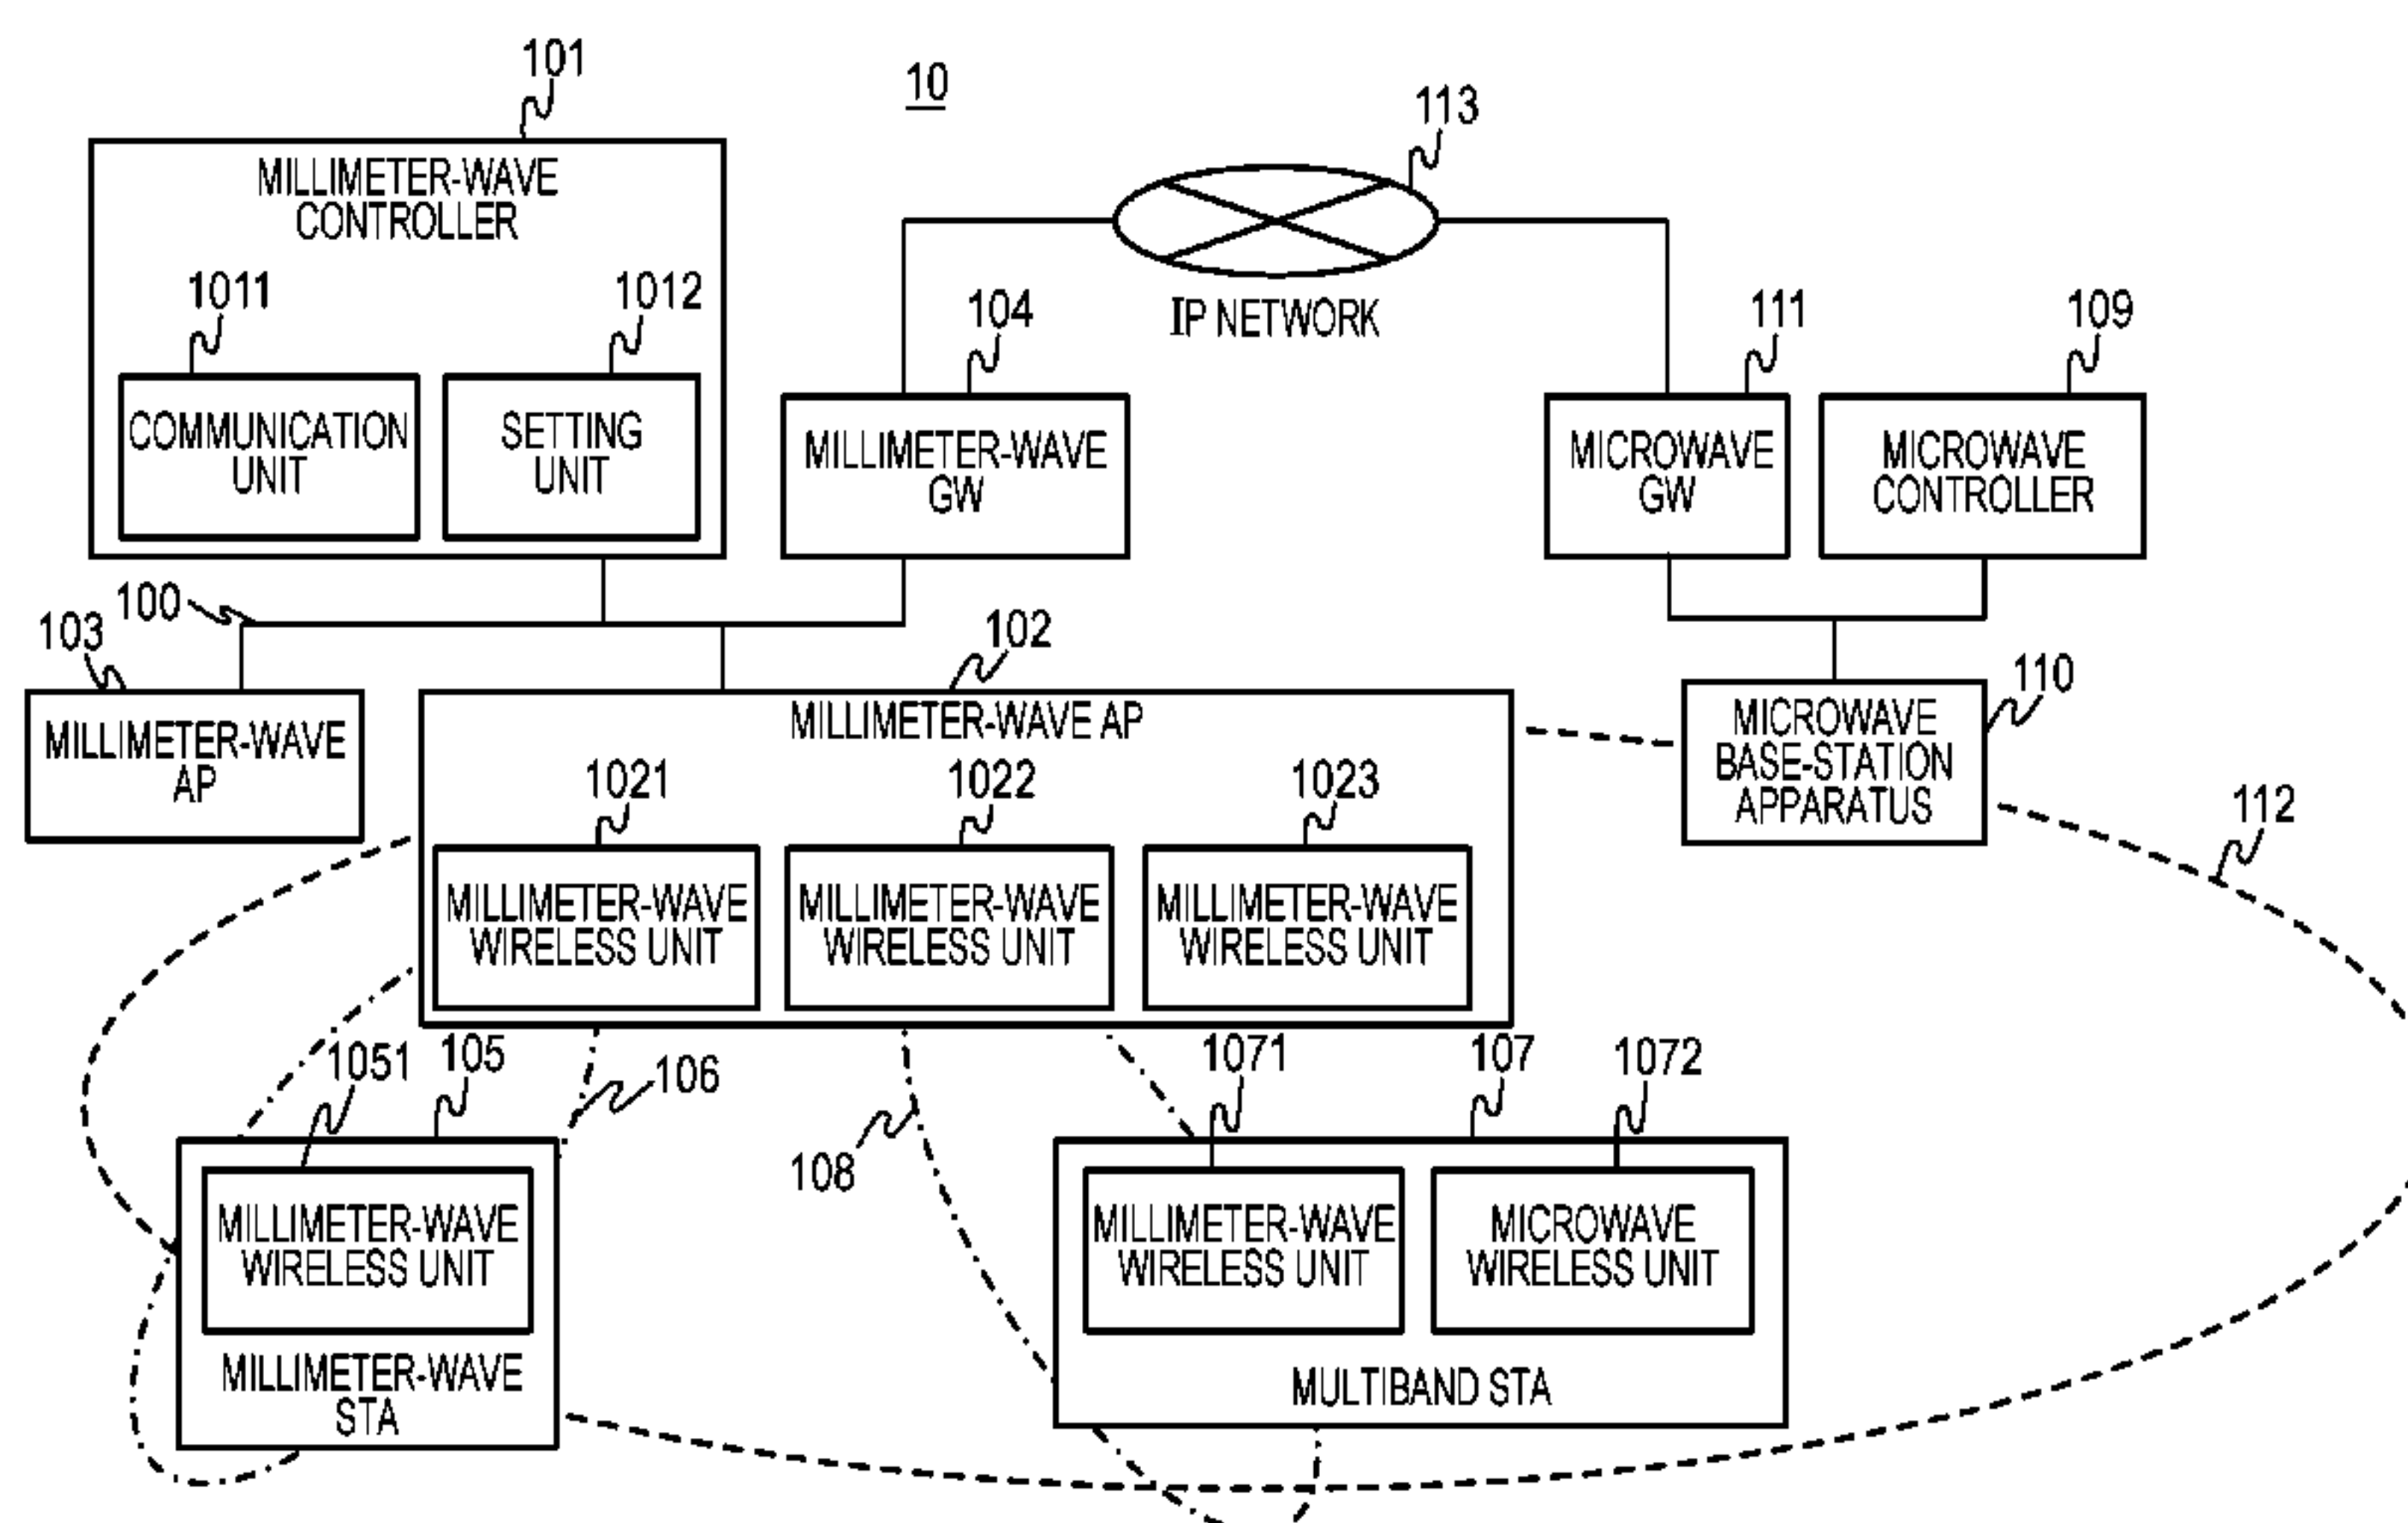 101
10
113
MILLIMETER-WAVE
CONTROLLER
1011
1012
104
IP NETWORK
111
109
COMMUNICATION
UNIT
SETTING
UNIT
MILLIMETER-WAVE
GW
MICROWAVE
GW
MICROWAVE
CONTROLLER
100
103
102
110
MILLIMETER-WAVE
AP
MILLIMETER-WAVE AP
MICROWAVE
BASE-STATION
APPARATUS
1021
1022
1023
112
MILLIMETER-WAVE
WIRELESS UNIT
MILLIMETER-WAVE
WIRELESS UNIT
MILLIMETER-WAVE
WIRELESS UNIT
1051
105
106
108
1071
107
1072
MILLIMETER-WAVE
WIRELESS UNIT
MILLIMETER-WAVE
STA
MILLIMETER-WAVE
WIRELESS UNIT
MICROWAVE
WIRELESS UNIT
MULTIBAND STA